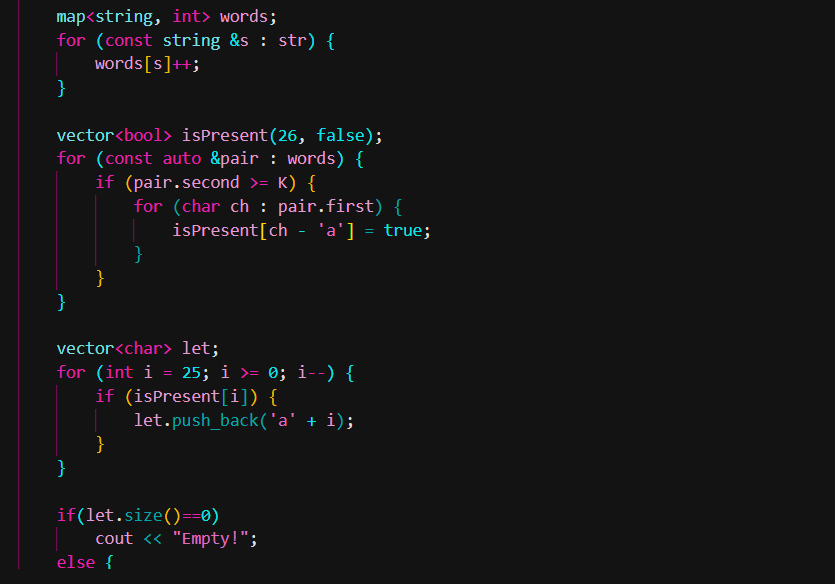 map<string, int> words;
for (const string &s : str) {
words[s]++;
}
vector<bool> isPresent(26, false);
for (const auto &pair : words) {
if (pair.second >= K) {
for (char ch : pair.first) {
isPresent[ch - 'a'] = true;
}
}
}
vector<char> let;
for (int i = 25; i >= 0; i--) {
if (isPresent[i]) {
let.push_back('a' + i);
}
}
if(let.size()==0)
cout << "Empty!";
else {